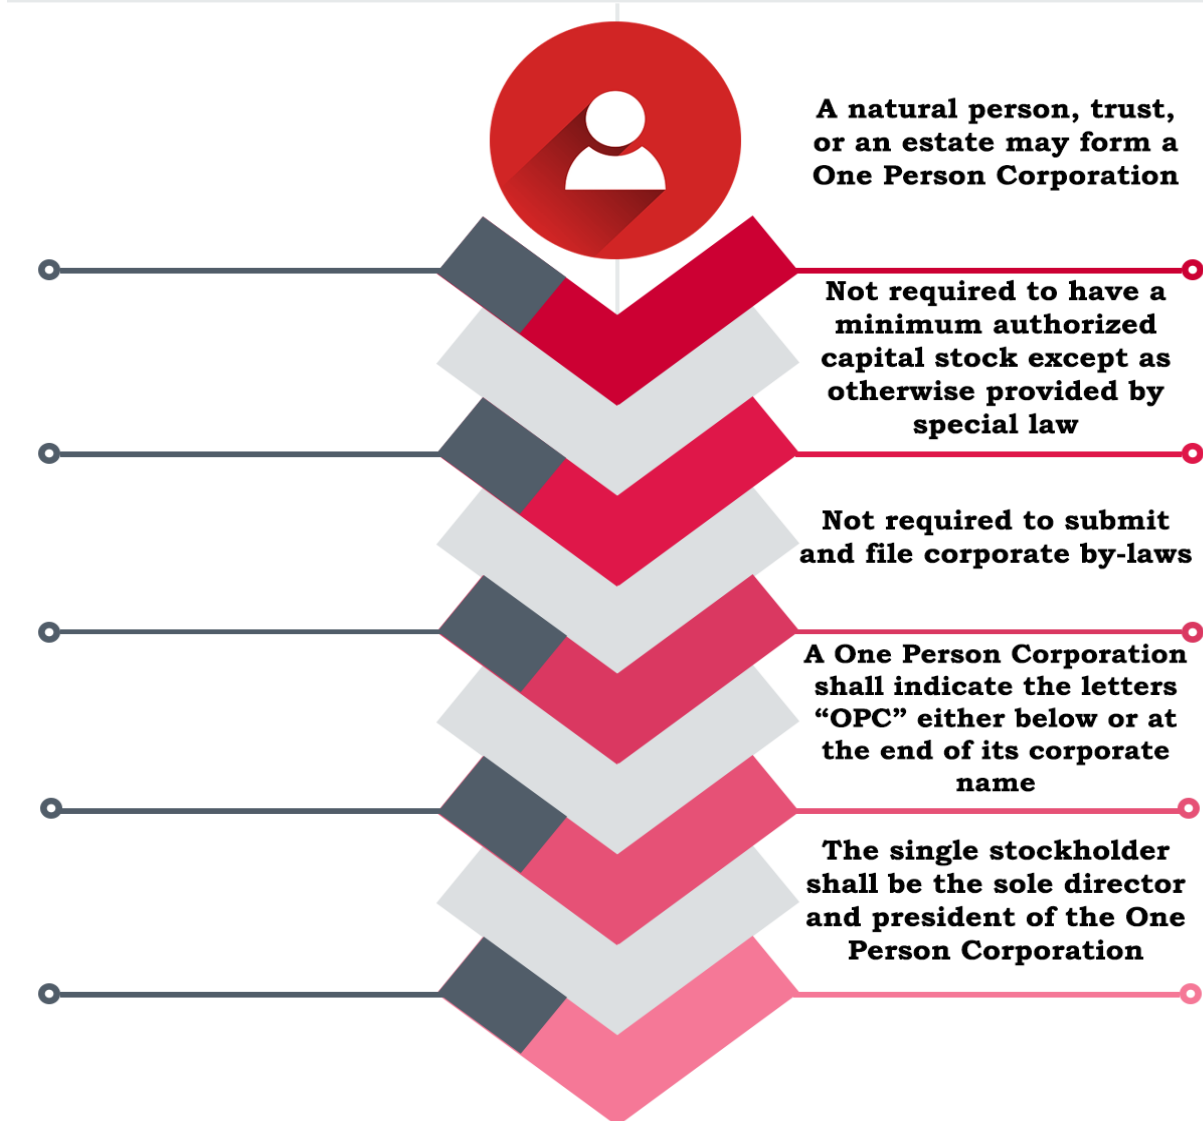 A natural person, trust,
or an estate may form a
One Person Corporation
Not required to have a
minimum authorized
capital stock except as
otherwise provided by
special law
Not required to submit
and file corporate by-laws
A One Person Corporation
shall indicate the letters
“OPC” either below or at
the end of its corporate
name
The single stockholder
shall be the sole director
and president of the One
Person Corporation